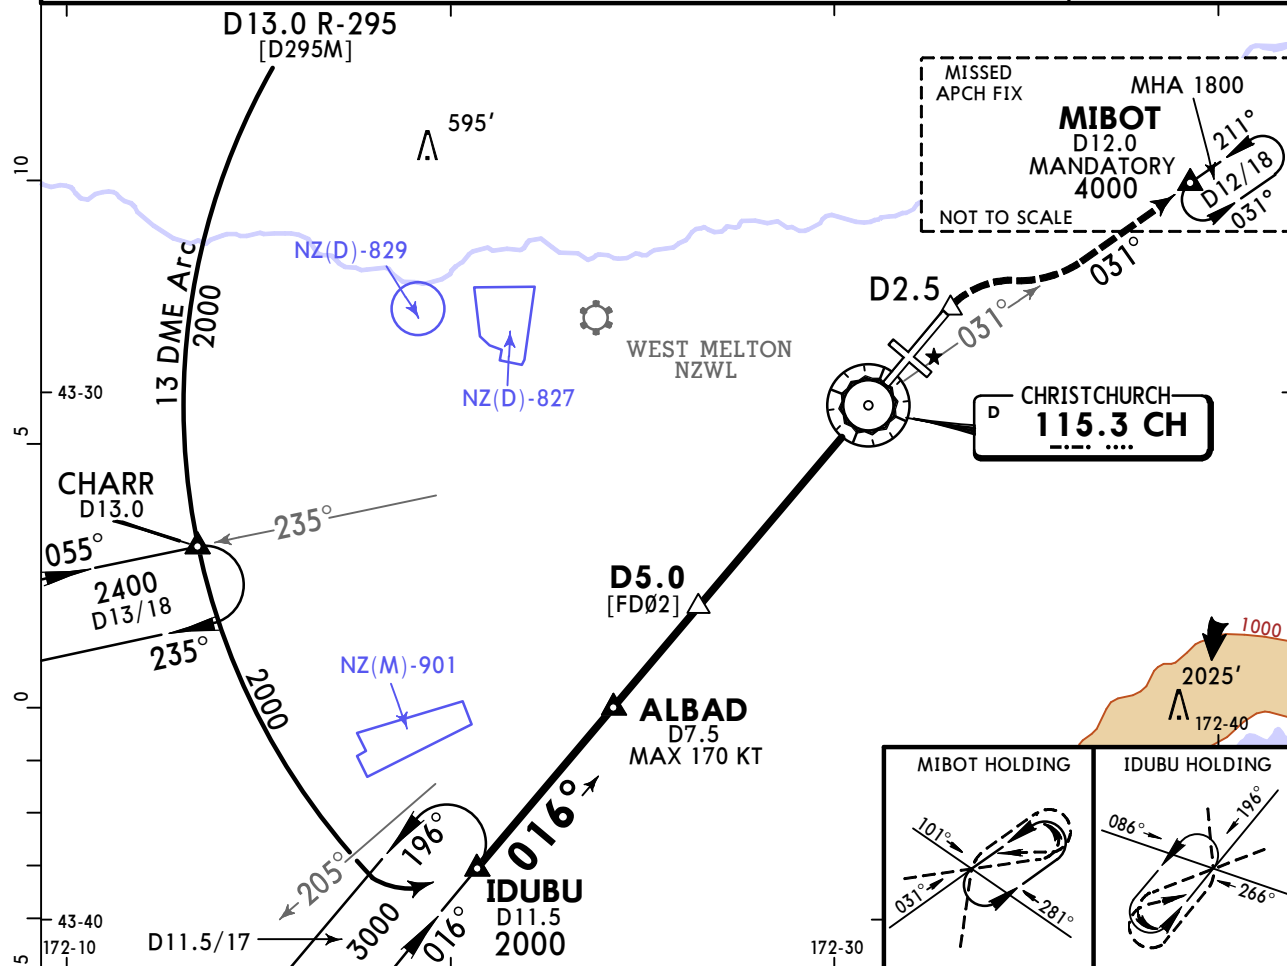 D13.0 R-295
[D295M]
595'
MISSED
APCH FIX
MHA 1800
MIBOT
D12.0
MANDATORY
4000
NOT TO SCALE
211°
D12/18
031°
031°
10
13 DME Arc
2000
NZ(D)-829
NZ(D)-827
WEST MELTON
NZWL
D2.5
031°
43-30
5
CHRISTCHURCH
D
115.3 CH
CHARR
D13.0
235°
055°
2400
D13/18
235°
D5.0
[FDØ2]
2000
NZ(M)-901
0
ALBAD
D7.5
MAX 170 KT
1000
2025'
172-40
016°
196°
205°
IDUBU
D11.5
2000
3000
016°
D11.5/17
43-40
172-10
5
172-30
MIBOT HOLDING
101°
031°
281°
IDUBU HOLDING
086°
196°
266°